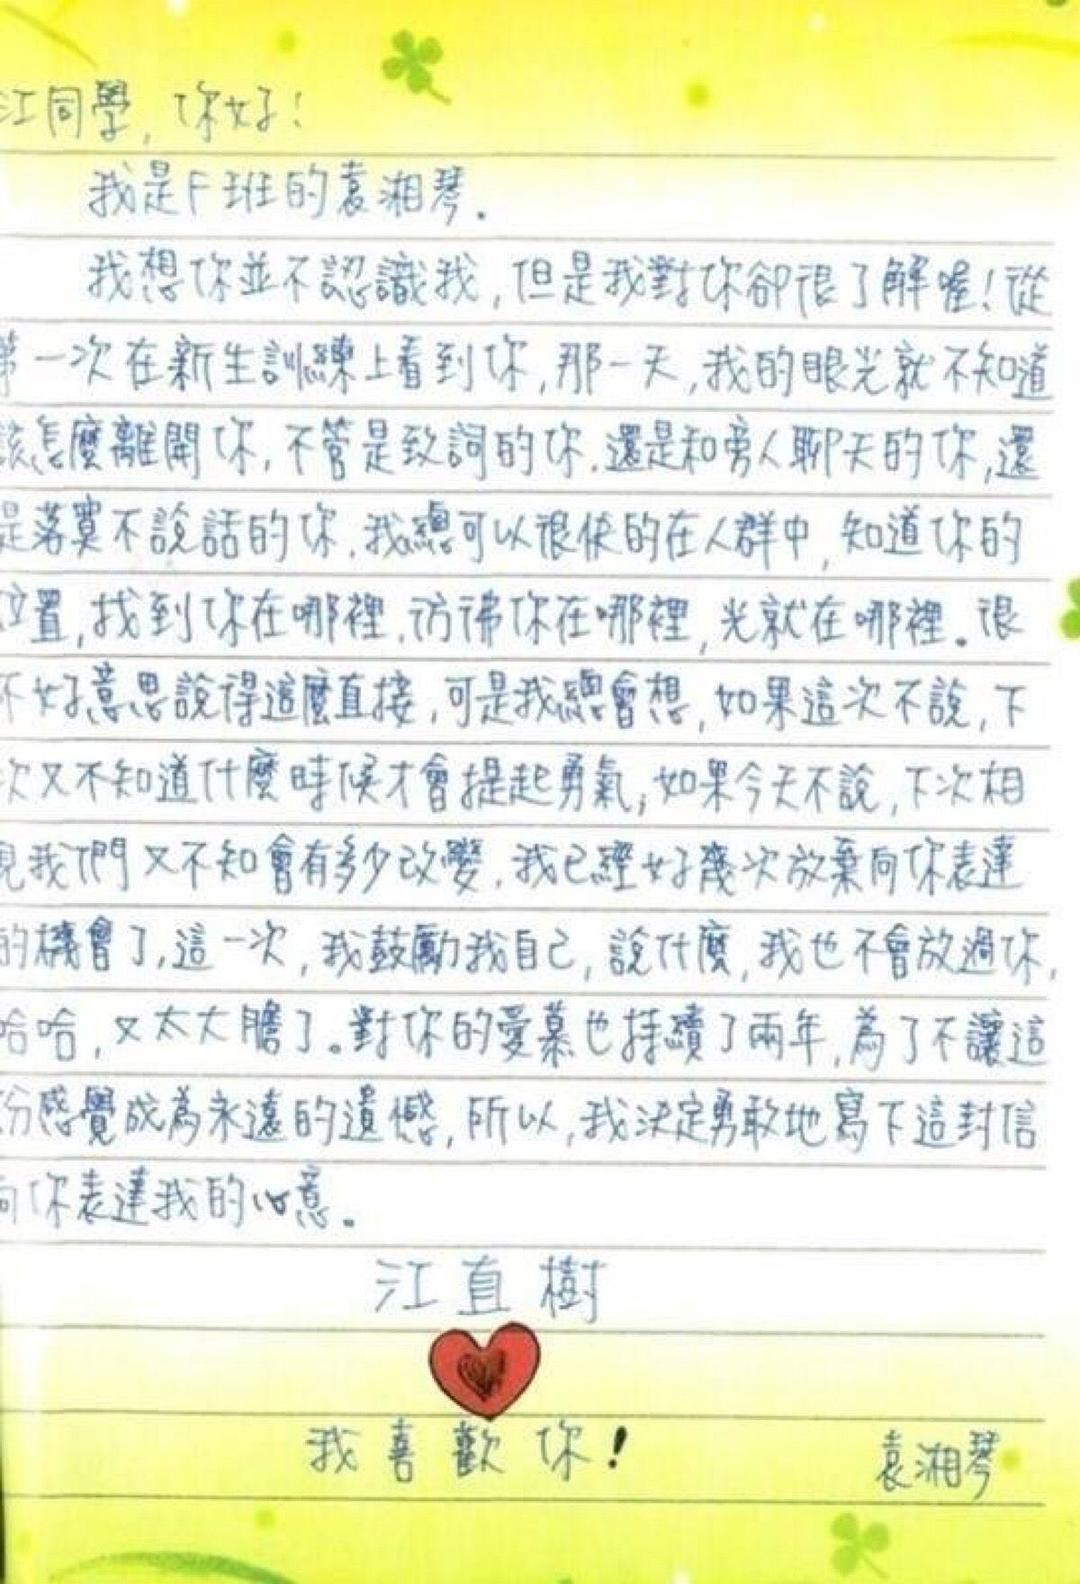 江同學，你好！
我是F班的袁湘琴.
我想你並不認識我，但是我對你卻很了解喔！從
第一次在新生訓練上看到你，那一天，我的眼光就不知道
該怎麼離開你，不管是致詞的你．還是和旁人聊天的你，還
是落寞不說話的你．我總可以很快的在人群中，知道你的
位置，找到你在哪裡．彷彿你在哪裡，光就在哪裡。很
不好意思說得這麼直接，可是我總會想，如果這次不說，下
次又不知道什麼時候才會提起勇氣，如果今天不說，下次相
見我們又不知會有多少改變，我已經好幾次放棄向你表達
的機會了，這一次，我鼓勵我自己，說什麼，我也不會放過你，
哈哈，又太大膽了。對你的愛慕也持續了兩年，為了不讓這
份感覺成為永遠的遺憾，所以，我決定勇敢地寫下這封信
向你表達我的心意。
江直樹
我喜歡你！
袁湘琴